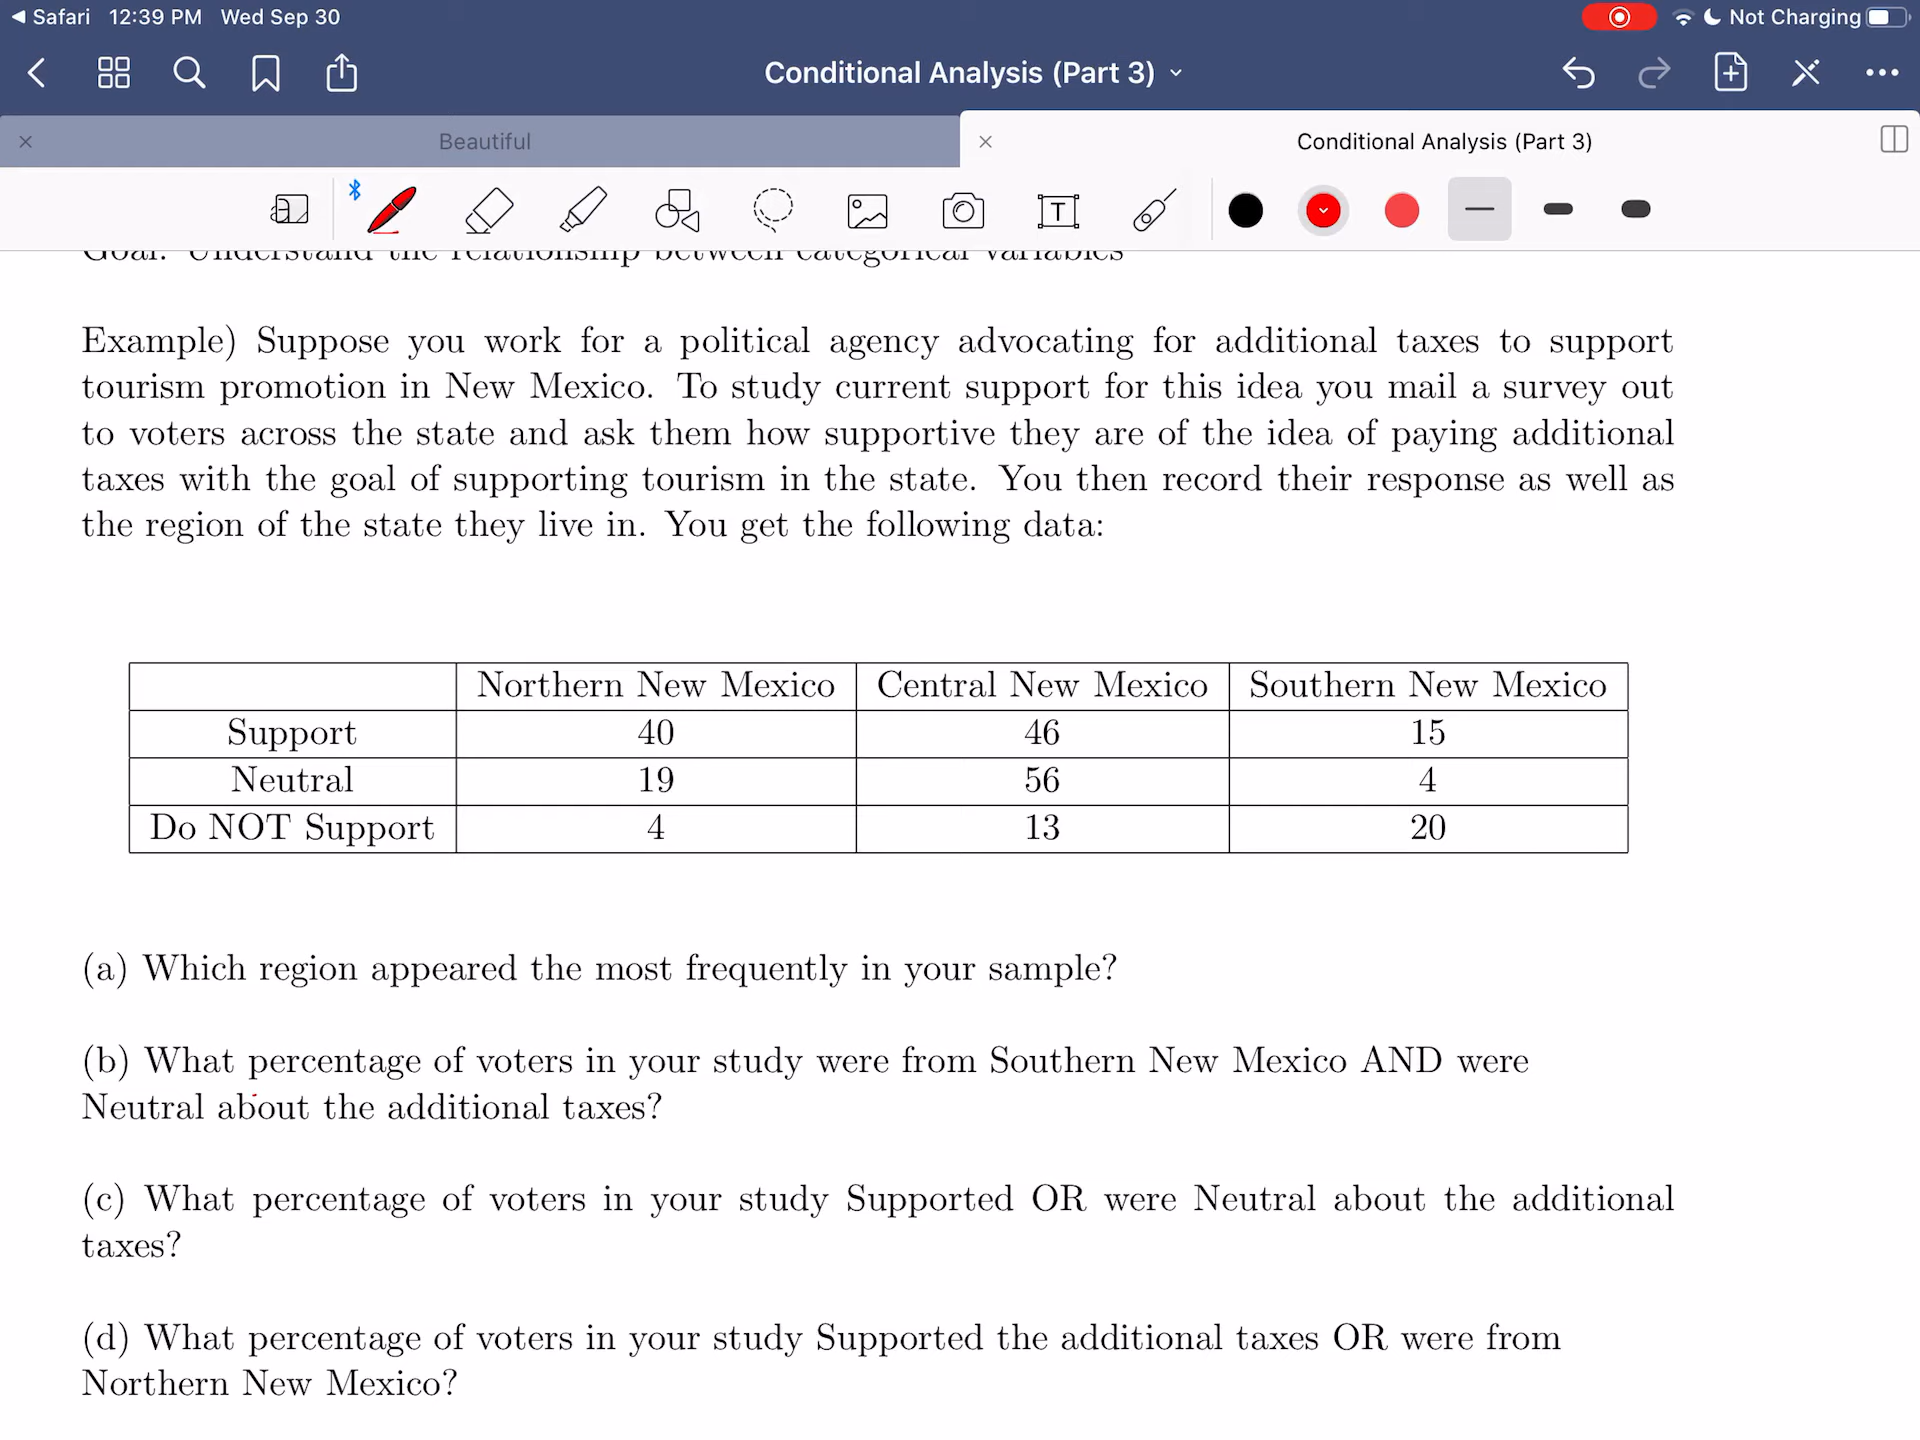 Safari 12:39 PM Wed Sep 30 Not Charging
Conditional Analysis (Part 3)
Beautiful Conditional Analysis (Part 3)
a T
Goal: Understand the relationship between categorical variables
Example) Suppose you work for a political agency advocating for additional taxes to support
tourism promotion in New Mexico. To study current support for this idea you mail a survey out
to voters across the state and ask them how supportive they are of the idea of paying additional
taxes with the goal of supporting tourism in the state. You then record their response as well as
the region of the state they live in. You get the following data:
Northern New Mexico Central New Mexico Southern New Mexico
Support 40 46 15
Neutral 19 56 4
Do NOT Support 4 13 20
(a) Which region appeared the most frequently in your sample?
(b) What percentage of voters in your study were from Southern New Mexico AND were
Neutral about the additional taxes?
(c) What percentage of voters in your study Supported OR were Neutral about the additional
taxes?
(d) What percentage of voters in your study Supported the additional taxes OR were from
Northern New Mexico?